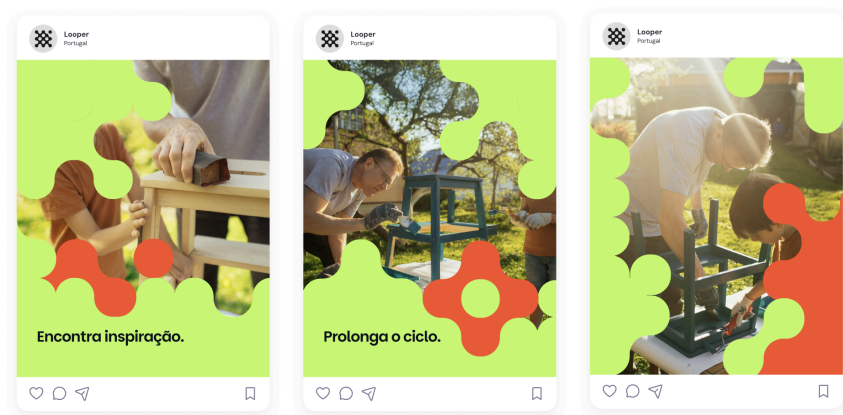 Looper
Portugal
Encontra inspiração.
Looper
Portugal
Prolonga o ciclo.
Looper
Portugal